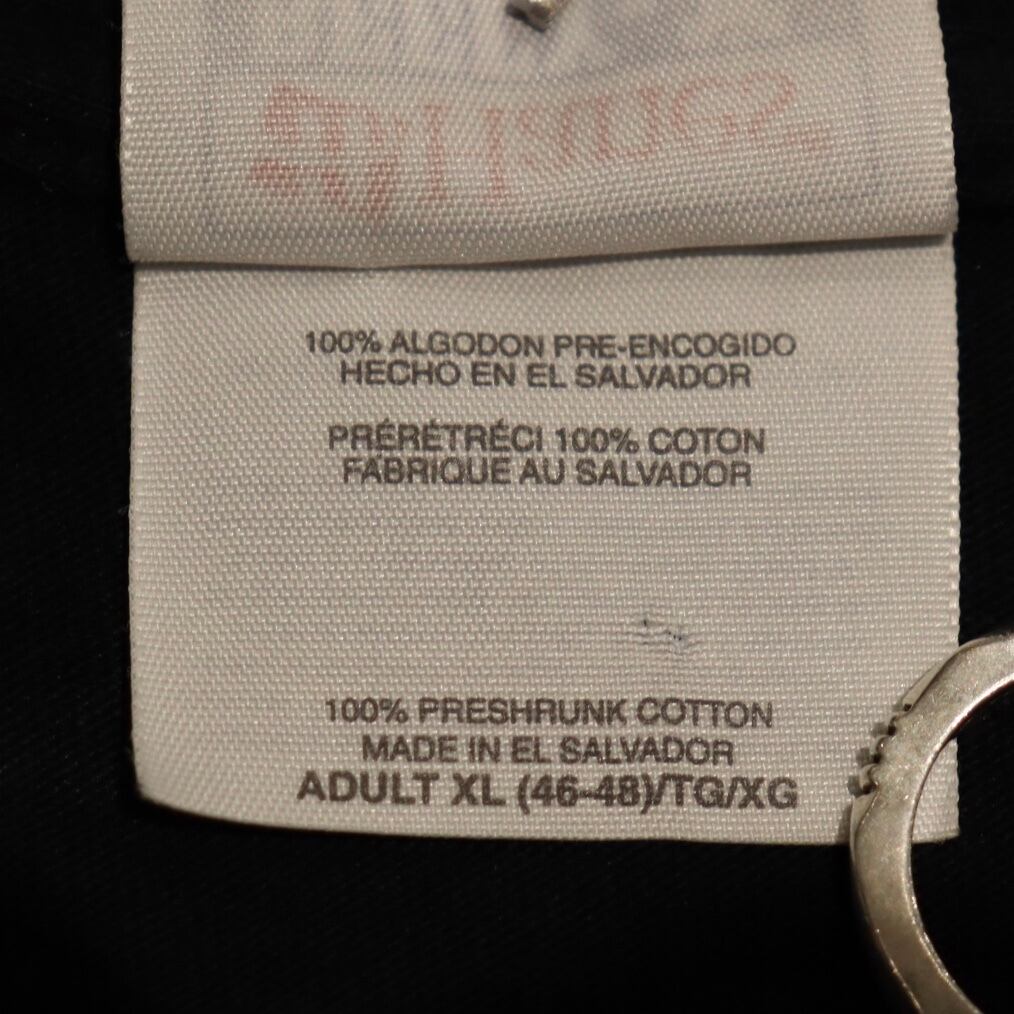 100% ALGODON PRE-ENCOGIDO
HECHO EN EL SALVADOR
PRÉRÉTRÉCI 100% COTON
FABRIQUE AU SALVADOR
100% PRESHRUNK COTTON
MADE IN EL SALVADOR
ADULT XL (46-48)/TG/XG